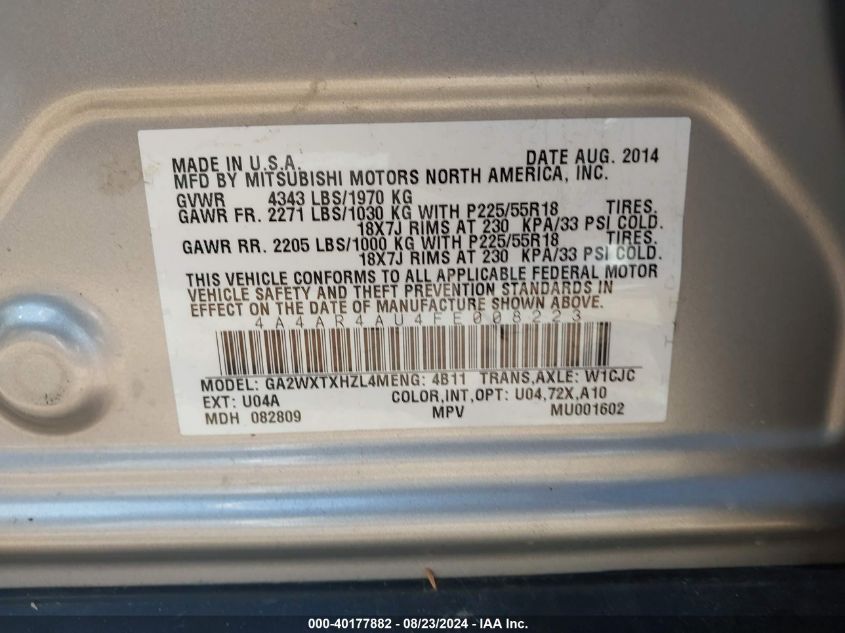 MADE IN U.S.A. DATE AUG. 2014
MFD BY MITSUBISHI MOTORS NORTH AMERICA, INC.
GVWR 4343 LBS/1970 KG
GAWR FR. 2271 LBS/1030 KG WITH P225/55R18 TIRES.
18X7J RIMS AT 230 KPA/33 PSI COLD.
GAWR RR. 2205 LBS/1000 KG WITH P225/55R18 TIRES.
18X7J RIMS AT 230 KPA/33 PSI COLD.
THIS VEHICLE CONFORMS TO ALL APPLICABLE FEDERAL MOTOR
VEHICLE SAFETY AND THEFT PREVENTION STANDARDS IN
EFFECT ON THE DATE OF MANUFACTURE SHOWN ABOVE.
4A4AR4AU4FE008223
MODEL: GA2WXTXHZL4MENG: 4B11 TRANS,AXLE: W1CJC
EXT: U04A COLOR,INT,OPT: U04,72X,A10
MDH 082809 MPV MU001602
000-40177882 - 08/23/2024 - IAA Inc.